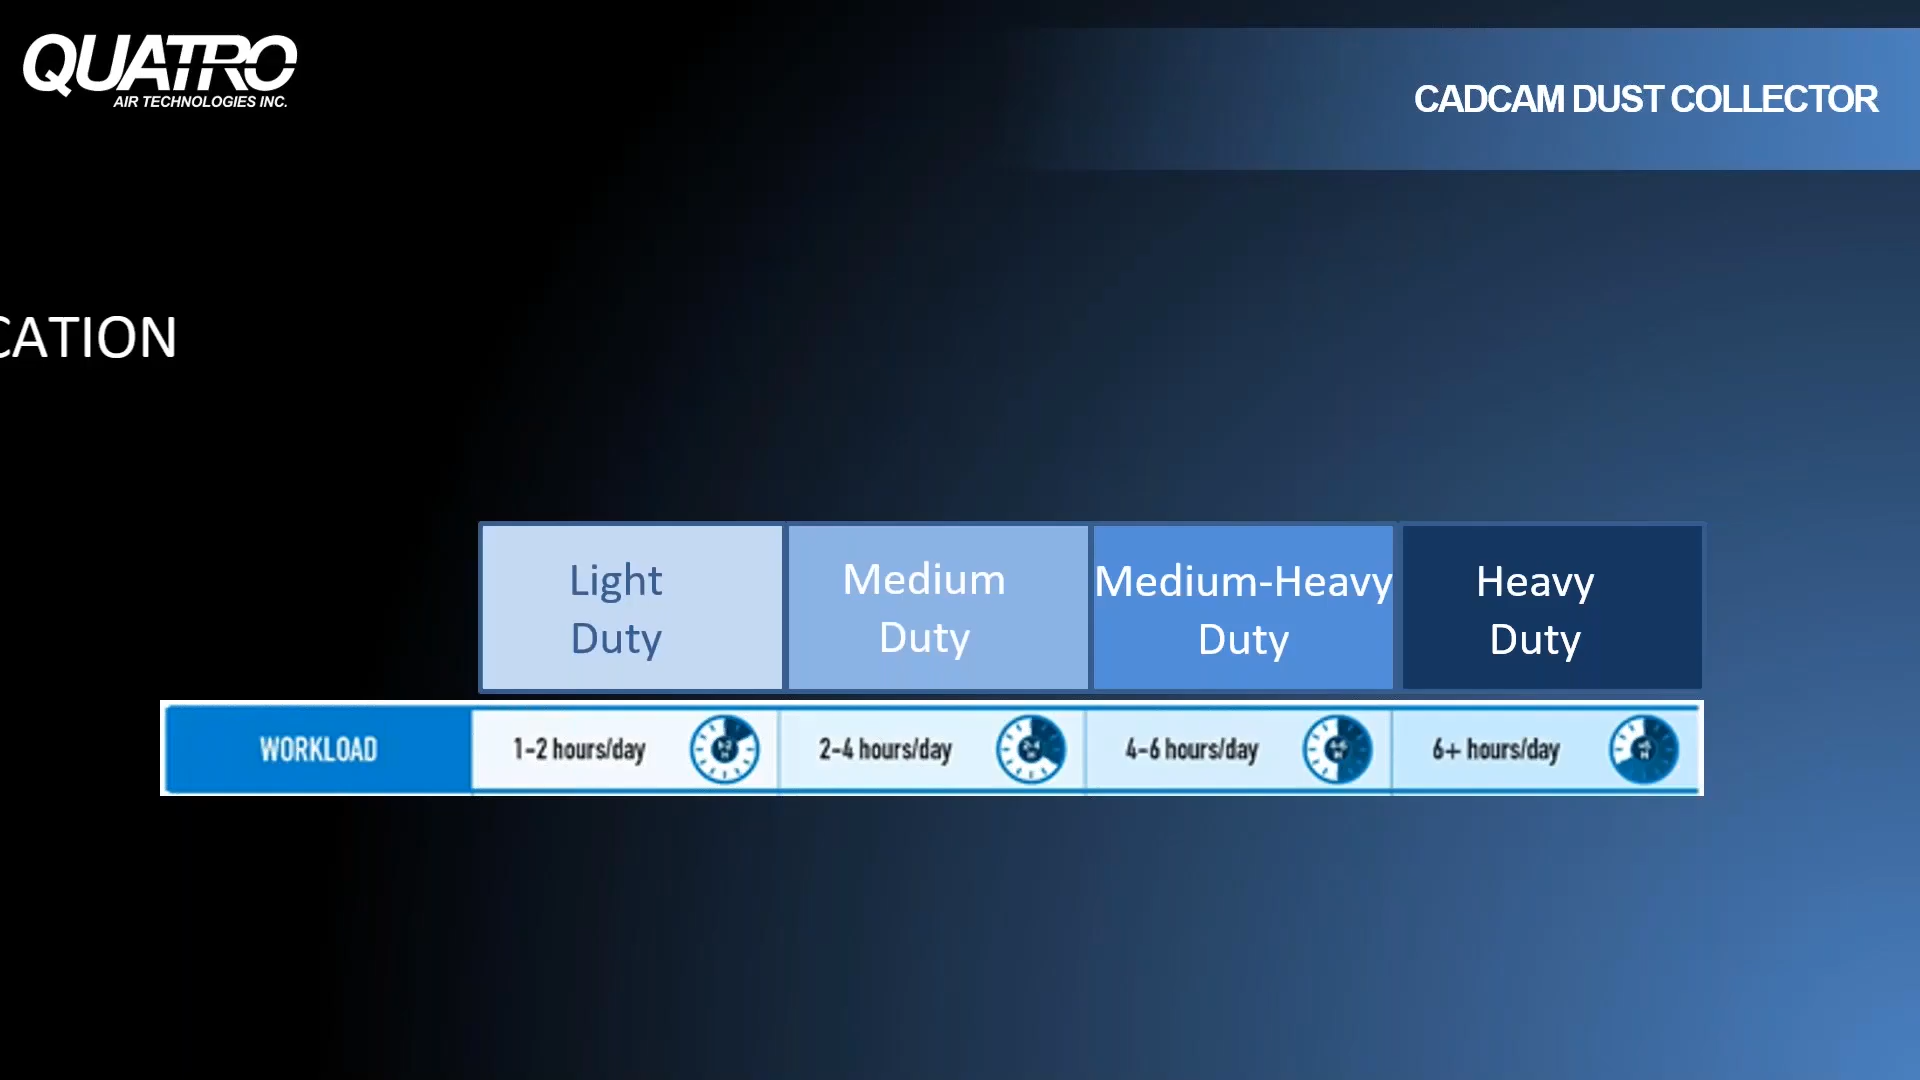 QUATRO
AIR TECHNOLOGIES INC.
CADCAM DUST COLLECTOR
CATION
Light
Duty
Medium
Duty
Medium-Heavy
Duty
Heavy
Duty
WORKLOAD
1-2 hours/day
2-4 hours/day
4-6 hours/day
6+ hours/day